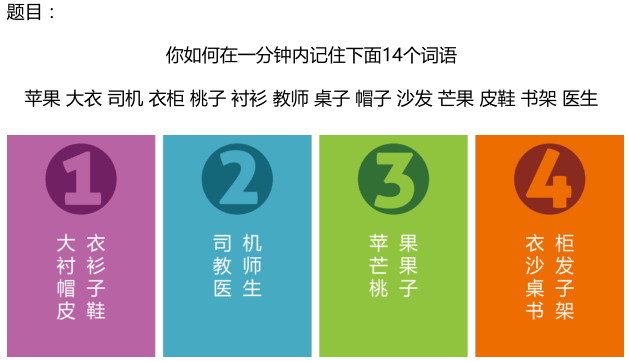 题目：
你如何在一分钟内记住下面14个词语
苹果 大衣 司机 衣柜 桃子 衬衫 教师 桌子 帽子 沙发 芒果 皮鞋 书架 医生
1
大衣
衬衫
帽子
皮鞋
2
司机
教师
医生
3
苹果
芒果
桃子
4
衣柜
沙发
桌子
书架